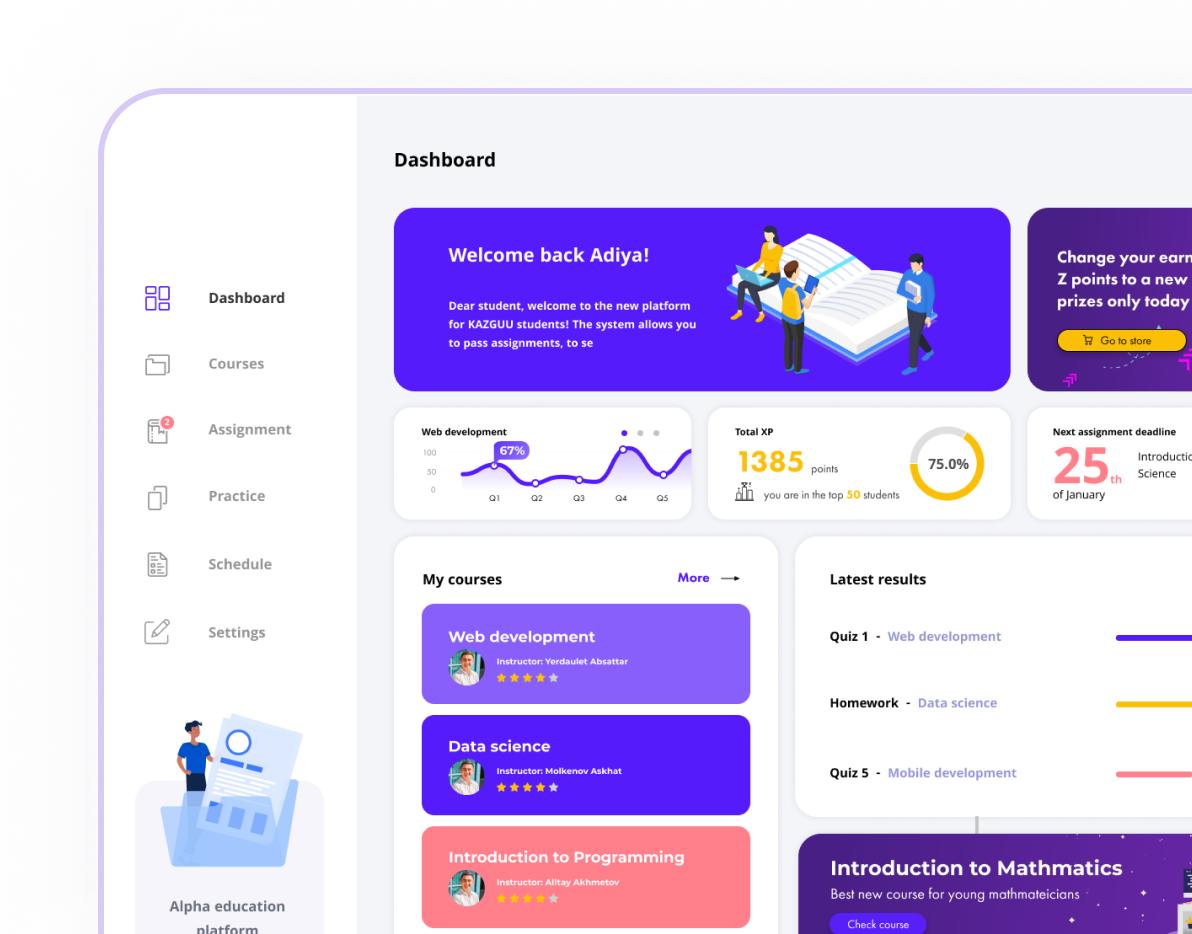 Dashboard
Courses
2
Assignment
Practice
Schedule
Settings
Alpha education
platform
Dashboard
Welcome back Adiya!
Dear student, welcome to the new platform
for KAZGUU students! The system allows you
to pass assignments, to se
Change your earn
Z points to a new
prizes only today
Go to store
Web development
100
50
0
67%
Q1 Q2 Q3 Q4 Q5
Total XP
1385 points
you are in the top 50 students
75.0%
Next assignment deadline
25th
of January
Introductio
Science
My courses
More
Web development
Instructor: Yerdaulet Absattar
Data science
Instructor: Molkenov Askhat
Introduction to Programming
Instructor: Alltay Akhmetov
Latest results
Quiz 1 - Web development
Homework - Data science
Quiz 5 - Mobile development
Introduction to Mathmatics
Best new course for young mathmateicians
Check course